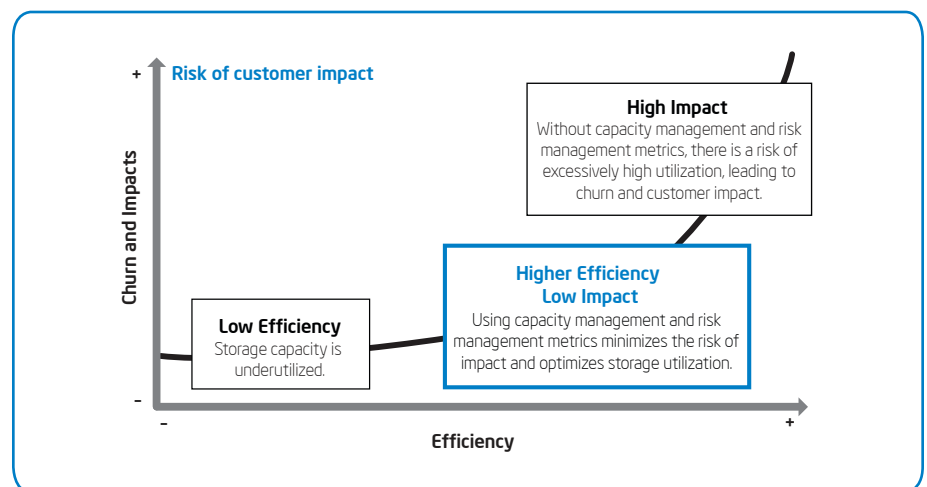 +
Risk of customer impact
High Impact
Without capacity management and risk
management metrics, there is a risk of
excessively high utilization, leading to
churn and customer impact.
Churn and Impacts
Higher Efficiency
Low Impact
Using capacity management and risk
management metrics minimizes the risk of
impact and optimizes storage utilization.
Low Efficiency
Storage capacity is
underutilized.
–
–
+
Efficiency